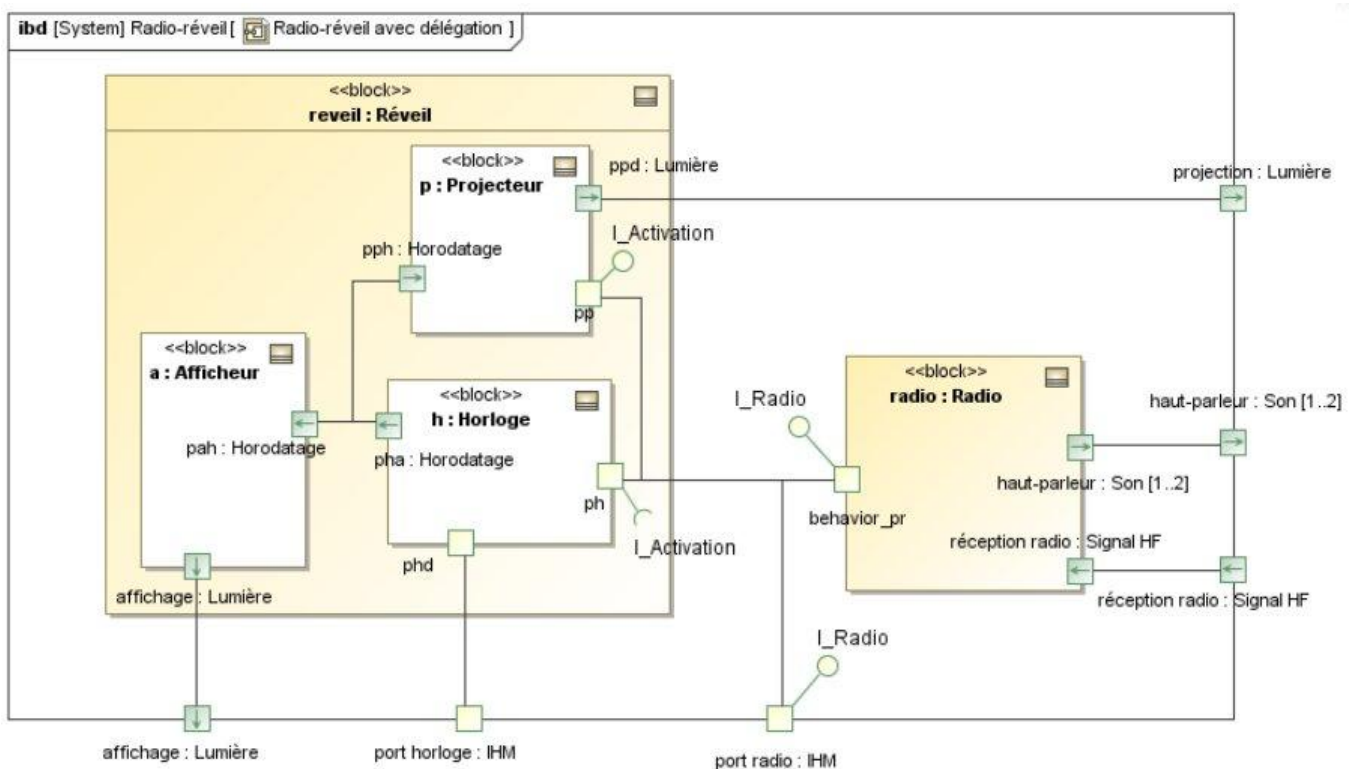 ibd [System] Radio-réveil[ Radio-réveil avec délégation ]
<<block>>
reveil : Réveil
<<block>>
p : Projecteur
ppd : Lumière
projection : Lumière
I_Activation
pph : Horodatage
pp
<<block>>
a : Afficheur
<<block>>
h : Horloge
pah : Horodatage
pha : Horodatage
ph
I_Activation
phd
affichage : Lumière
I_Radio
<<block>>
radio : Radio
haut-parleur : Son [1..2]
haut-parleur : Son [1..2]
behavior_pr
réception radio : Signal HF
réception radio : Signal HF
I_Radio
affichage : Lumière
port horloge : IHM
port radio : IHM